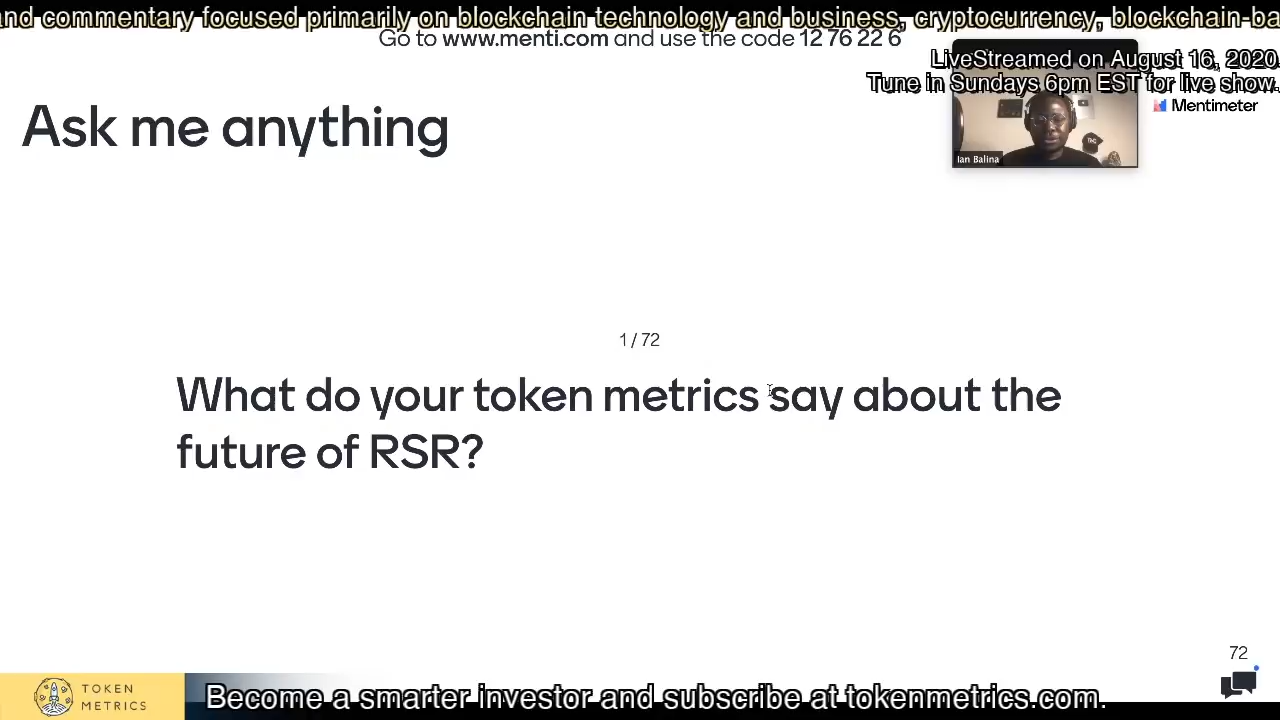 nd commentary focused primarily on blockchain technology and business, cryptocurrency, blockchain-ba
Go to www.menti.com and use the code 12 76 22 6
LiveStreamed on August 16, 2020.
Tune in Sundays 6pm EST for live show.
Mentimeter
Ask me anything
Ian Balina
1 / 72
What do your token metrics say about the
future of RSR?
72
TOKEN
METRICS
Become a smarter investor and subscribe at tokenmetrics.com.